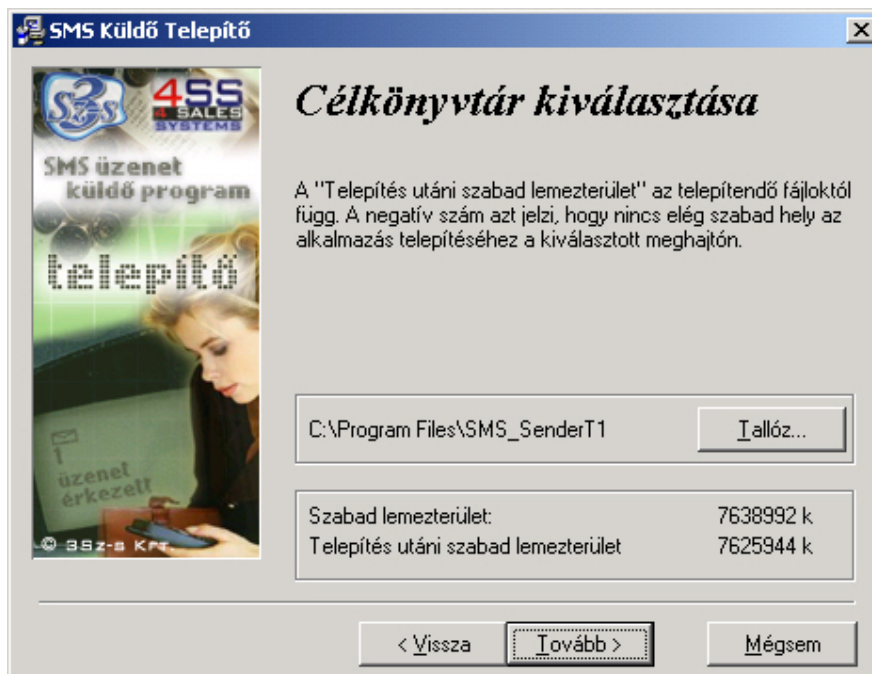 SMS Küldő Telepítő
3
Sz-s
4SS
4 SALES
SYSTEMS
SMS üzenet
küldő program
telepítő
1
üzenet
érkezett
© 3Sz-s Kft.
Célkönyvtár kiválasztása
A "Telepítés utáni szabad lemezterület" az telepítendő fájloktól
függ. A negatív szám azt jelzi, hogy nincs elég szabad hely az
alkalmazás telepítéséhez a kiválasztott meghajtón.
C:\Program Files\SMS_SenderT1
Tallóz...
Szabad lemezterület: 7638992 k
Telepítés utáni szabad lemezterület 7625944 k
< Vissza
Tovább >
Mégsem